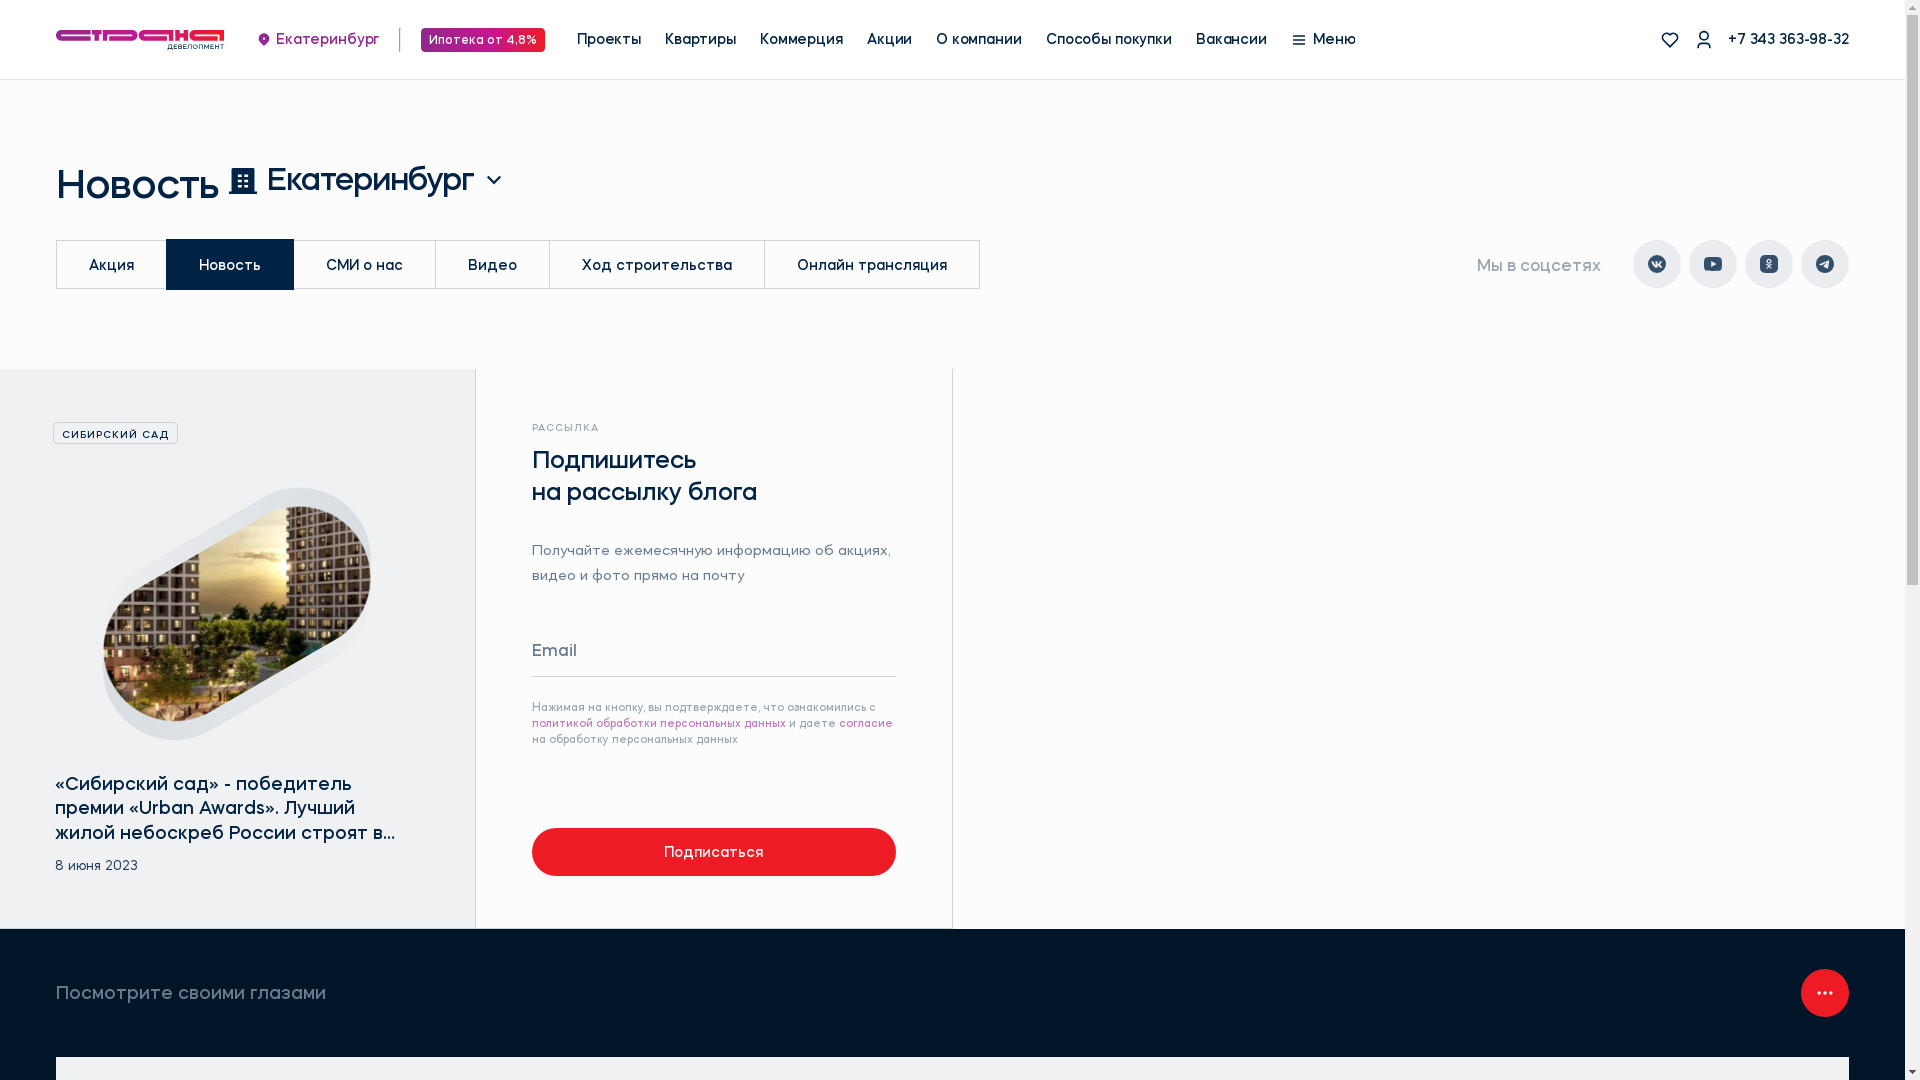 страна
ДЕВЕЛОПМЕНТ
Екатеринбург
Ипотека от 4,8%
Проекты
Квартиры
Коммерция
Акции
О компании
Способы покупки
Вакансии
Меню
+7 343 363-98-32
Новость
Екатеринбург
Акция
Новость
СМИ о нас
Видео
Ход строительства
Онлайн трансляция
Мы в соцсетях
СИБИРСКИЙ САД
«Сибирский сад» - победитель
премии «Urban Awards». Лучший
жилой небоскреб России строят в...
8 июня 2023
РАССЫЛКА
Подпишитесь
на рассылку блога
Получайте ежемесячную информацию об акциях,
видео и фото прямо на почту
Email
Нажимая на кнопку, вы подтверждаете, что ознакомились с
политикой обработки персональных данных и даете согласие
на обработку персональных данных
Подписаться
Посмотрите своими глазами